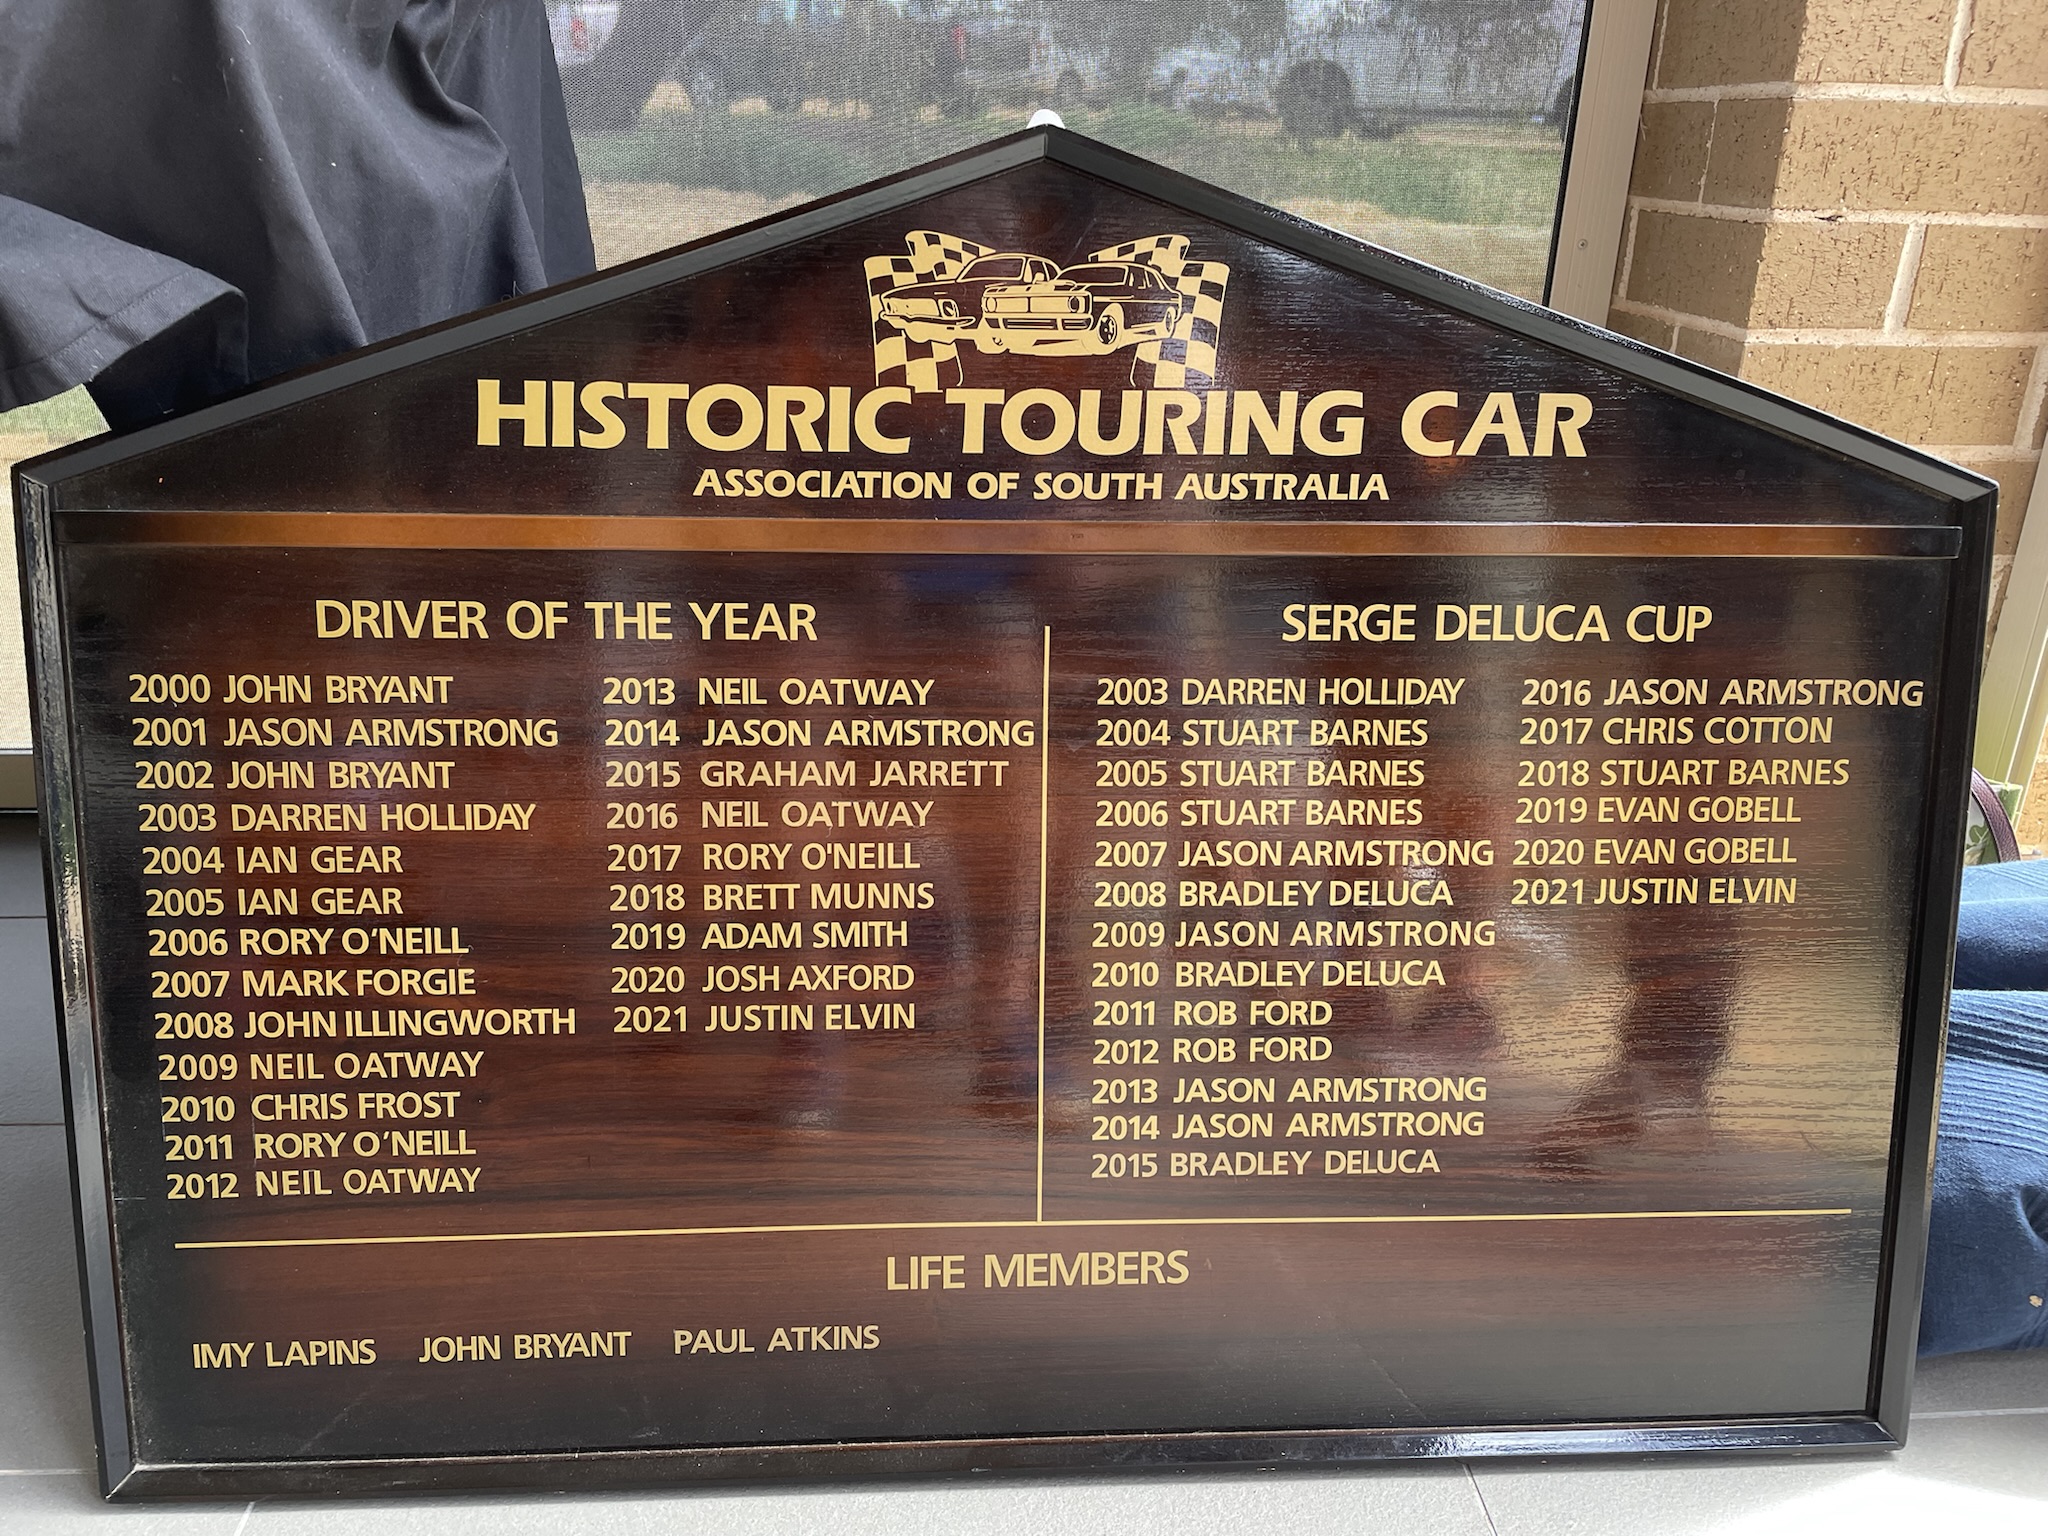 HISTORIC TOURING CAR
ASSOCIATION OF SOUTH AUSTRALIA
DRIVER OF THE YEAR
2000 JOHN BRYANT
2001 JASON ARMSTRONG
2002 JOHN BRYANT
2003 DARREN HOLLIDAY
2004 IAN GEAR
2005 IAN GEAR
2006 RORY O'NEILL
2007 MARK FORGIE
2008 JOHN ILLINGWORTH
2009 NEIL OATWAY
2010 CHRIS FROST
2011 RORY O'NEILL
2012 NEIL OATWAY
2013 NEIL OATWAY
2014 JASON ARMSTRONG
2015 GRAHAM JARRETT
2016 NEIL OATWAY
2017 RORY O'NEILL
2018 BRETT MUNNS
2019 ADAM SMITH
2020 JOSH AXFORD
2021 JUSTIN ELVIN
SERGE DELUCA CUP
2003 DARREN HOLLIDAY
2004 STUART BARNES
2005 STUART BARNES
2006 STUART BARNES
2007 JASON ARMSTRONG
2008 BRADLEY DELUCA
2009 JASON ARMSTRONG
2010 BRADLEY DELUCA
2011 ROB FORD
2012 ROB FORD
2013 JASON ARMSTRONG
2014 JASON ARMSTRONG
2015 BRADLEY DELUCA
2016 JASON ARMSTRONG
2017 CHRIS COTTON
2018 STUART BARNES
2019 EVAN GOBELL
2020 EVAN GOBELL
2021 JUSTIN ELVIN
LIFE MEMBERS
IMY LAPINS JOHN BRYANT PAUL ATKINS